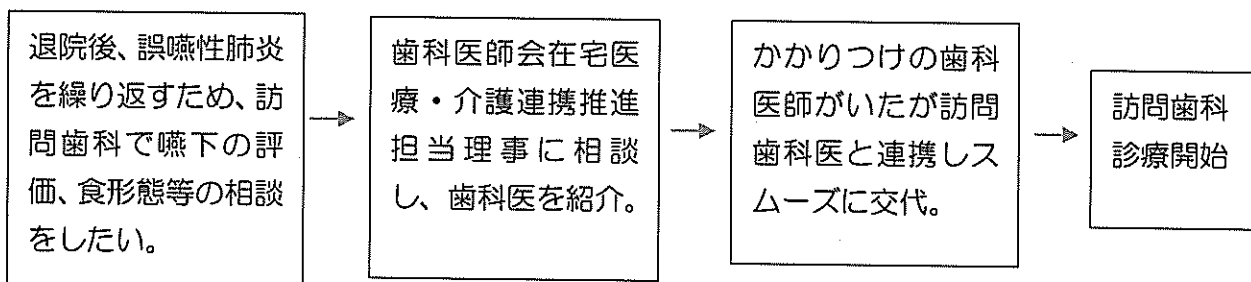 退院後、誤嚥性肺炎
を繰り返すため、訪
問歯科で嚥下の評
価、食形態等の相談
をしたい。
歯科医師会在宅医
療・介護連携推進
担当理事に相談
し、歯科医を紹介。
かかりつけの歯科
医師がいたが訪問
歯科医と連携しス
ムーズに交代。
訪問歯科
診療開始